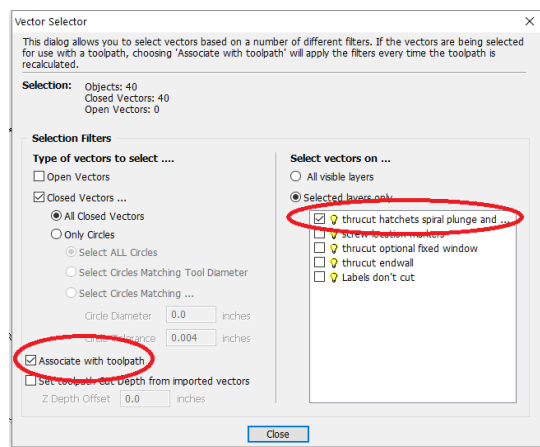 Vector Selector
This dialog allows you to select vectors based on a number of different filters. If the vectors are being selected
for use with a toolpath, choosing 'Associate with toolpath' will apply the filters every time the toolpath is
recalculated.
Selection: Objects: 40
Closed Vectors: 40
Open Vectors: 0
Selection Filters
Type of vectors to select ....
Open Vectors
Closed Vectors ...
All Closed Vectors
Only Circles
Select ALL Circles
Select Circles Matching Tool Diameter
Select Circles Matching ...
Circle Diameter 0.0 inches
Circle Tolerance 0.004 inches
Associate with toolpath
Set Toolpath Cut Depth from imported vectors
Z Depth Offset 0.0 inches
Select vectors on ...
All visible layers
Selected layers only
thrucut hatchets spiral plunge and ...
screw location markers
thrucut optional fixed window
thrucut endwall
Labels don't cut
Close